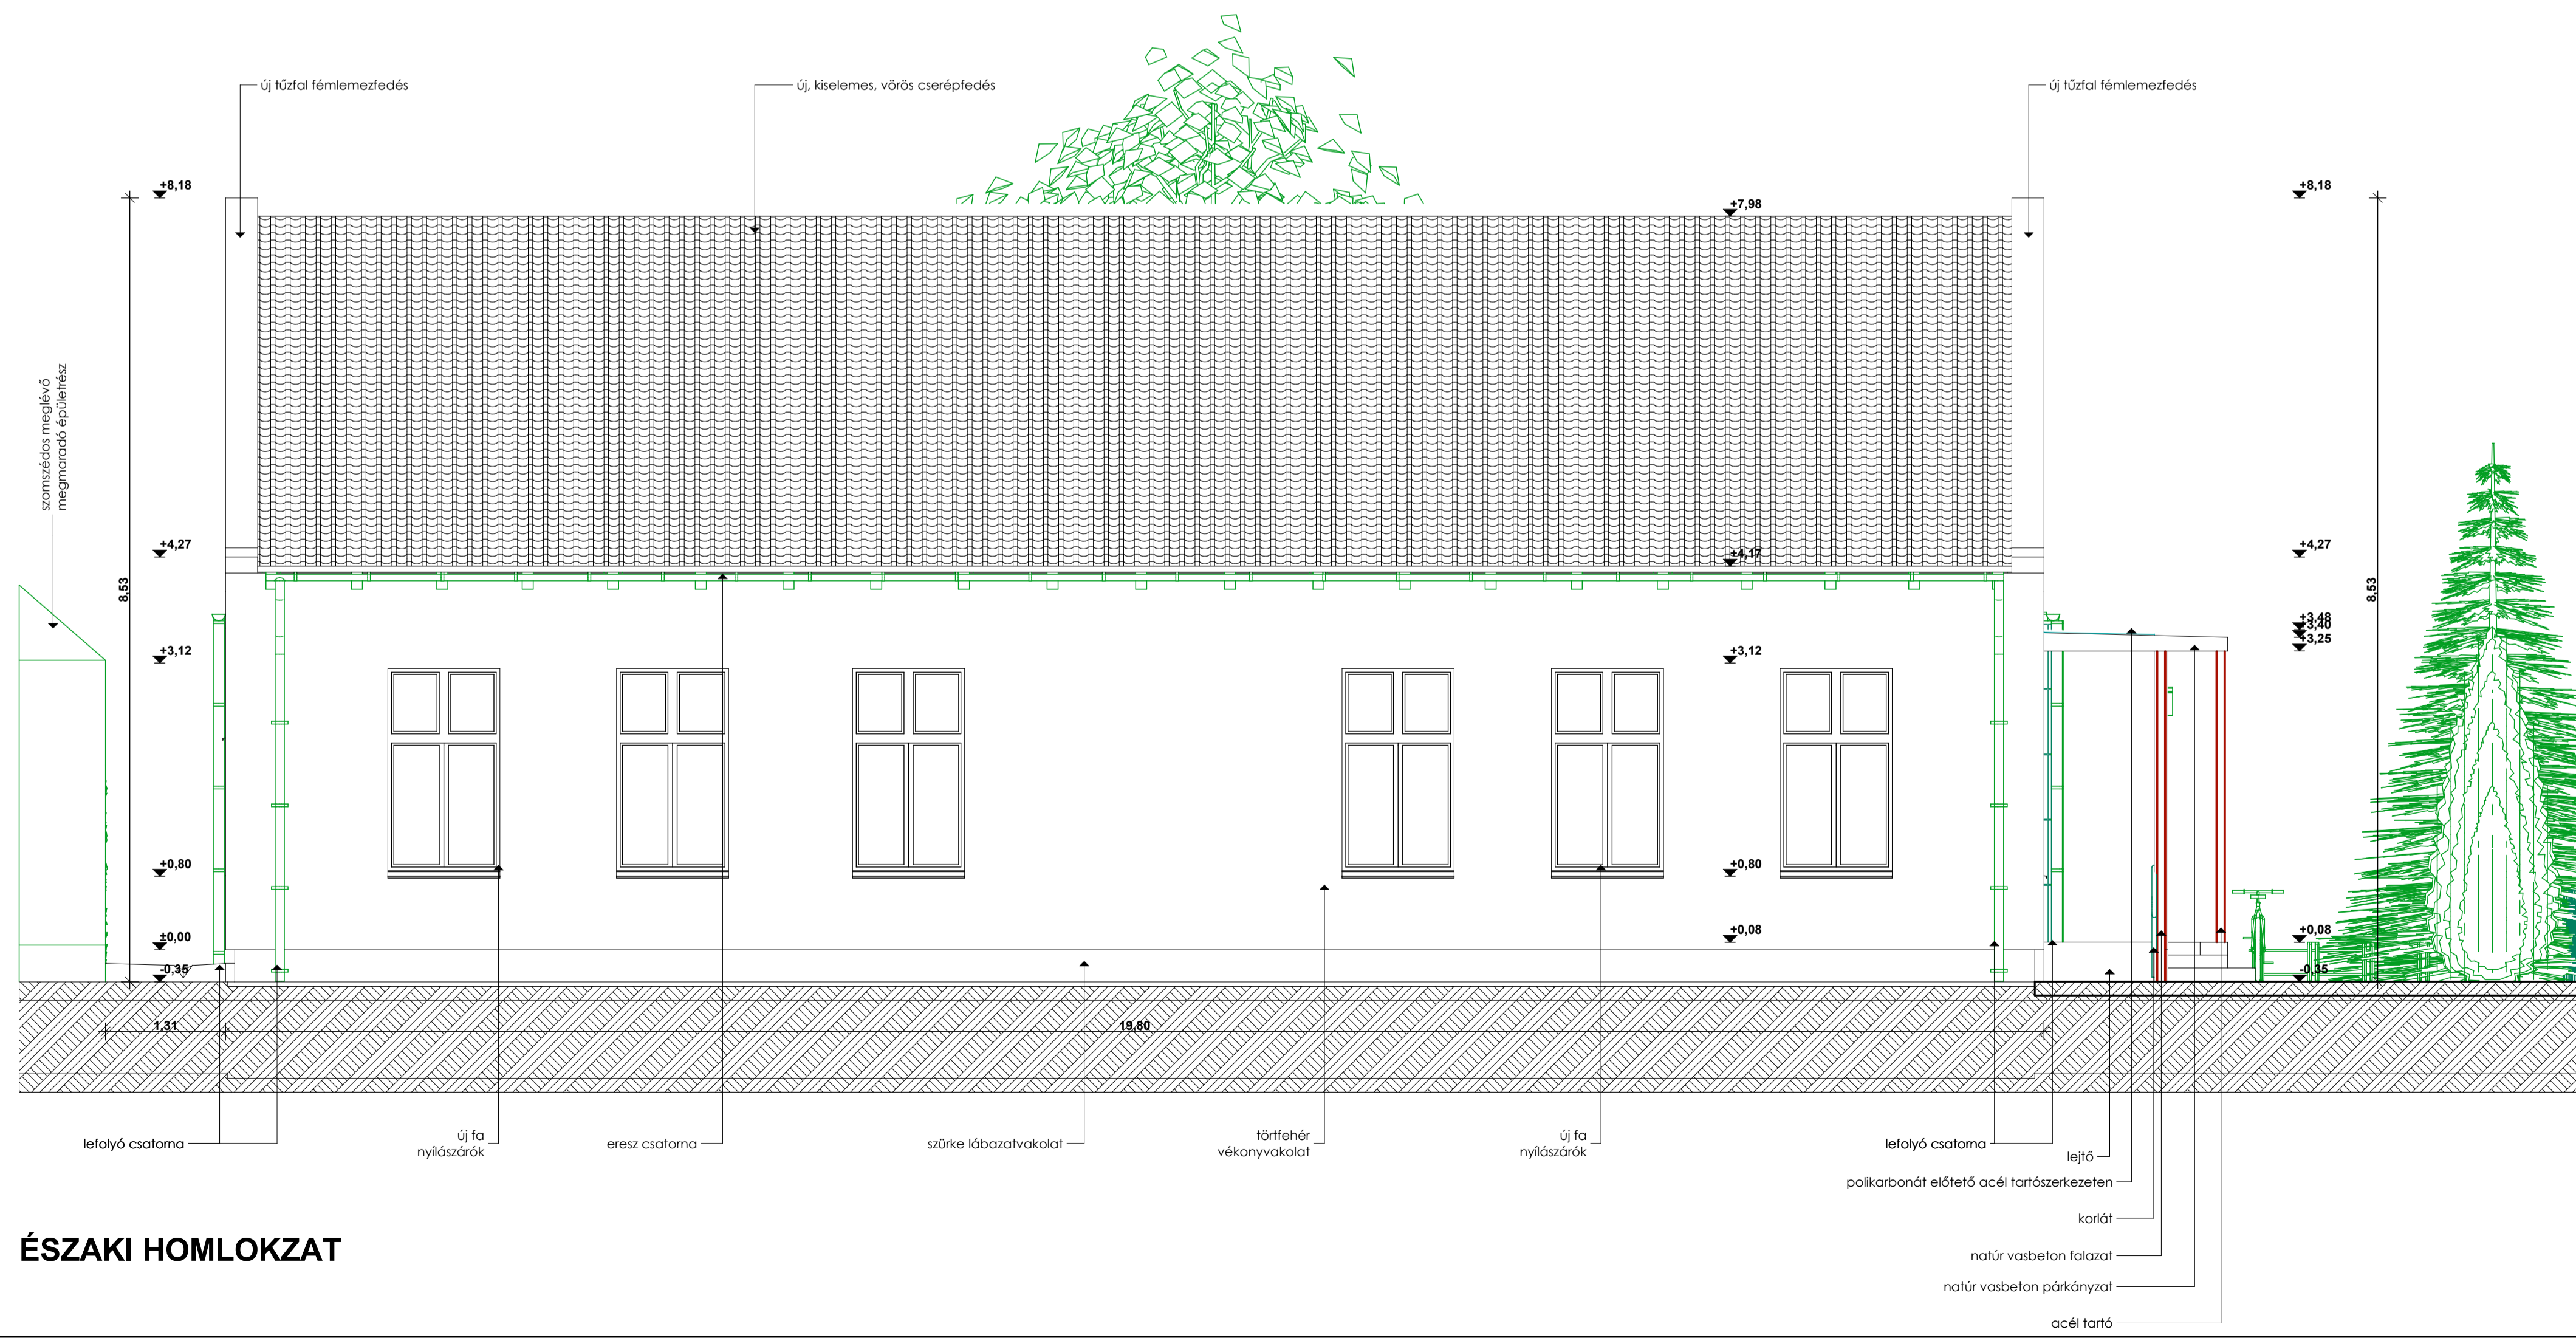 új tűzfal fémlemezfedés
új, kiselemes, vörös cserépfedés
új tűzfal fémlemezfedés
+8,18
+8,18
+7,98
szomszédos meglévő
megmaradó épületrész
+4,27
+4,17
+4,27
8,53
8,53
+3,48
+3,40
+3,25
+3,12
+3,12
+0,80
+0,80
±0,00
+0,08
+0,08
-0,35
-0,35
1,31
19,80
lefolyó csatorna
új fa
nyílászárók
eresz csatorna
szürke lábazatvakolat
törtfehér
vékonyvakolat
új fa
nyílászárók
lefolyó csatorna
lejtő
polikarbonát előtető acél tartószerkezeten
korlát
natúr vasbeton falazat
natúr vasbeton párkányzat
acél tartó
ÉSZAKI HOMLOKZAT